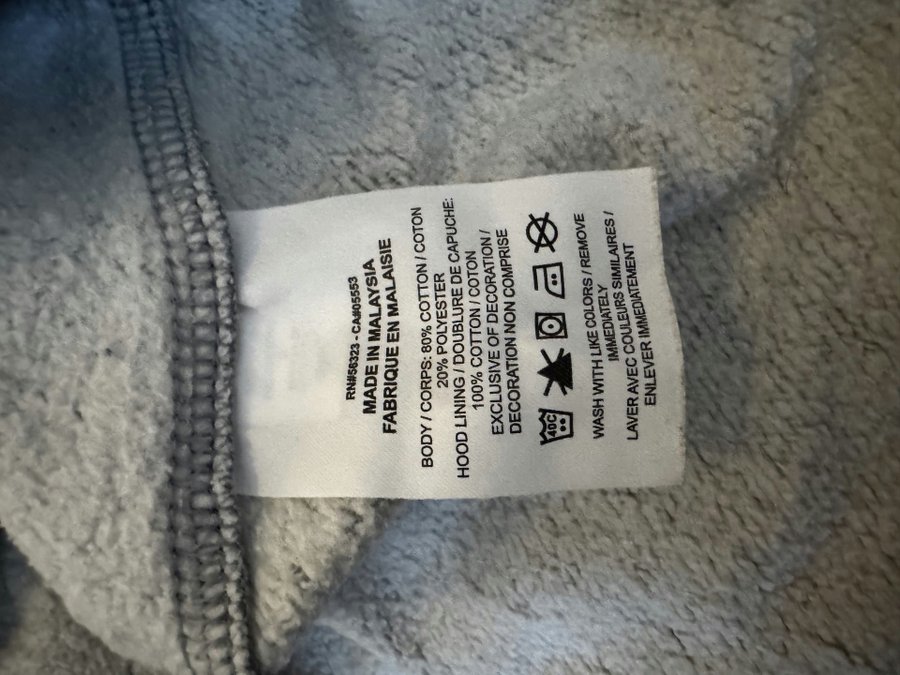 RN#56323 - CA#05553
MADE IN MALAYSIA
FABRIQUE EN MALAISIE
BODY / CORPS: 80% COTTON / COTON
20% POLYESTER
HOOD LINING / DOUBLURE DE CAPUCHE:
100% COTTON / COTON
EXCLUSIVE OF DECORATION /
DECORATION NON COMPRISE
40C
WASH WITH LIKE COLORS / REMOVE
IMMEDIATELY
LAVER AVEC COULEURS SIMILAIRES /
ENLEVER IMMEDIATEMENT